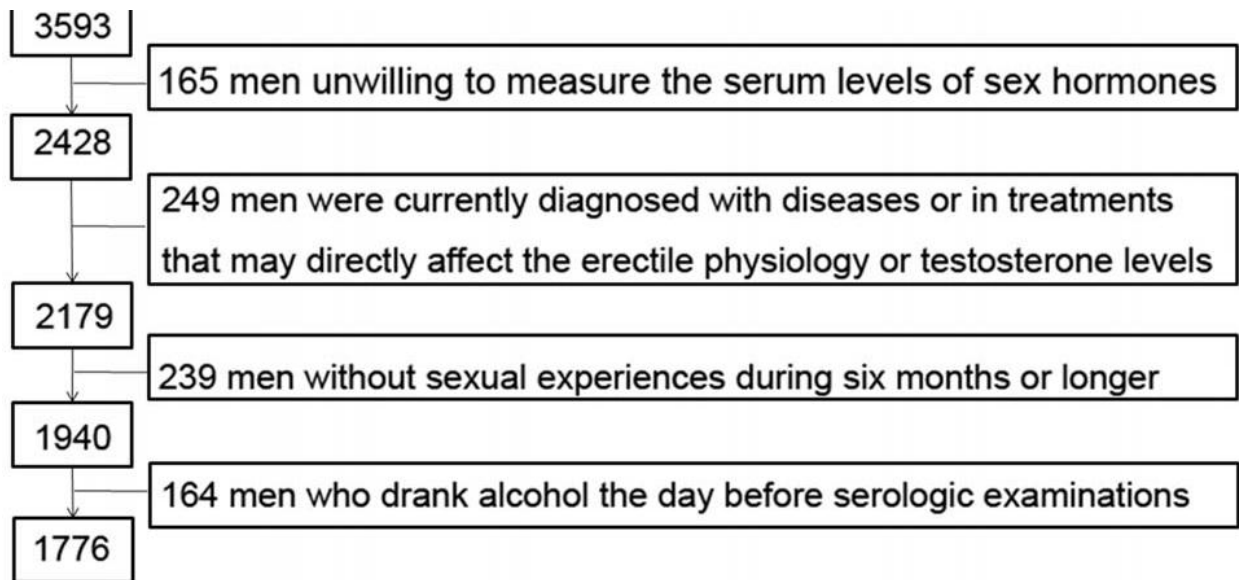 3593
165 men unwilling to measure the serum levels of sex hormones
2428
249 men were currently diagnosed with diseases or in treatments
that may directly affect the erectile physiology or testosterone levels
2179
239 men without sexual experiences during six months or longer
1940
164 men who drank alcohol the day before serologic examinations
1776